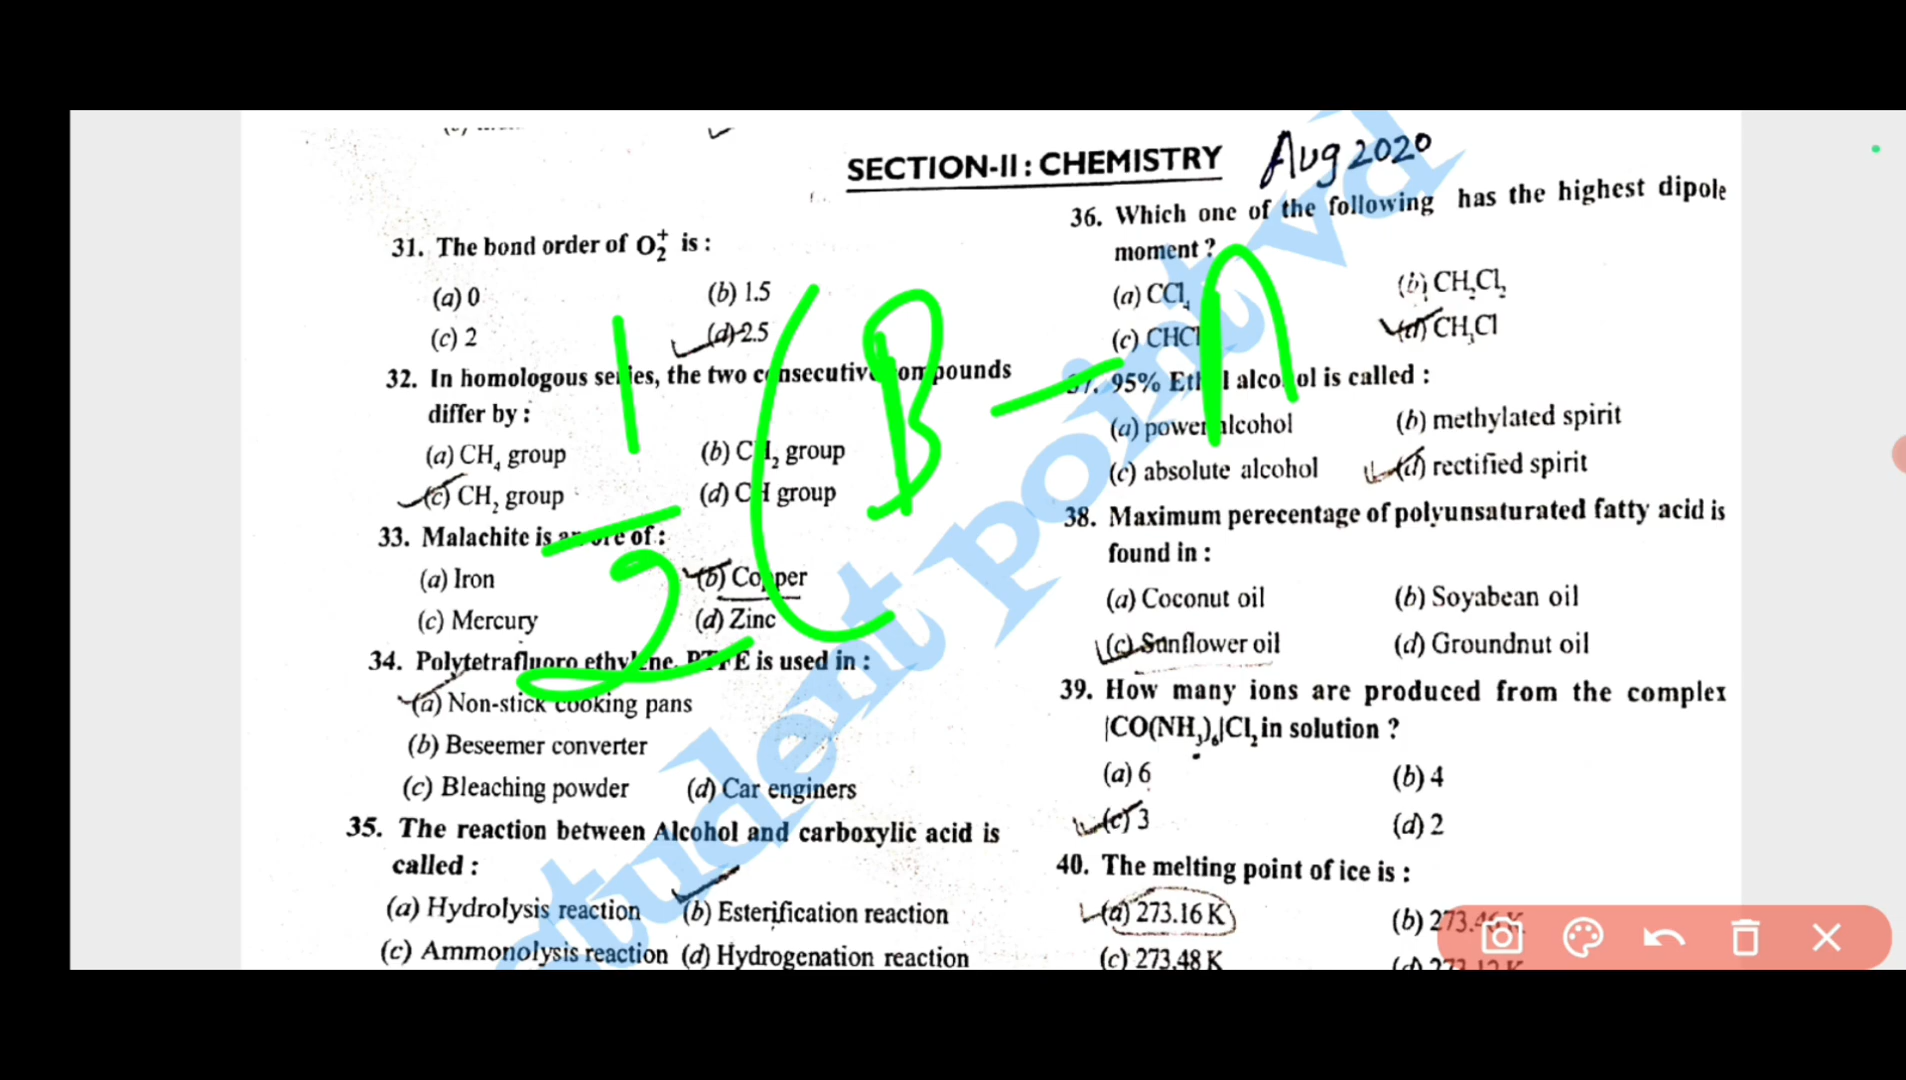 SECTION-II : CHEMISTRY Aug 2020
31. The bond order of O₂⁺ is :
(a) 0 (b) 1.5
(c) 2 (d) 2.5
32. In homologous series, the two consecutive compounds
differ by :
(a) CH₄ group (b) CH₂ group
(c) CH₂ group (d) CH group
33. Malachite is an ore of :
(a) Iron (b) Copper
(c) Mercury (d) Zinc
34. Polytetrafluoro ethylene, PTFE is used in :
(a) Non-stick cooking pans
(b) Beseemer converter
(c) Bleaching powder (d) Car enginers
35. The reaction between Alcohol and carboxylic acid is
called :
(a) Hydrolysis reaction (b) Esterification reaction
(c) Ammonolysis reaction (d) Hydrogenation reaction
36. Which one of the following has the highest dipole
moment ?
(a) CCl₄ (b) CH₂Cl₂
(c) CHCl (d) CH₃Cl
37. 95% Ethyl alcohol is called :
(a) power alcohol (b) methylated spirit
(c) absolute alcohol (d) rectified spirit
38. Maximum perecentage of polyunsaturated fatty acid is
found in :
(a) Coconut oil (b) Soyabean oil
(c) Sunflower oil (d) Groundnut oil
39. How many ions are produced from the complex
|CO(NH₃)₆|Cl₂ in solution ?
(a) 6 (b) 4
(c) 3 (d) 2
40. The melting point of ice is :
(a) 273.16 K (b) 273.46 K
(c) 273.48 K (d) 273.12 K
1/2 (B - A
student point vd